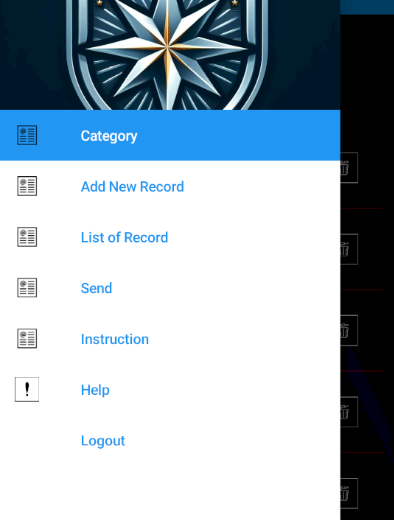 Category
Add New Record
List of Record
Send
Instruction
Help
Logout